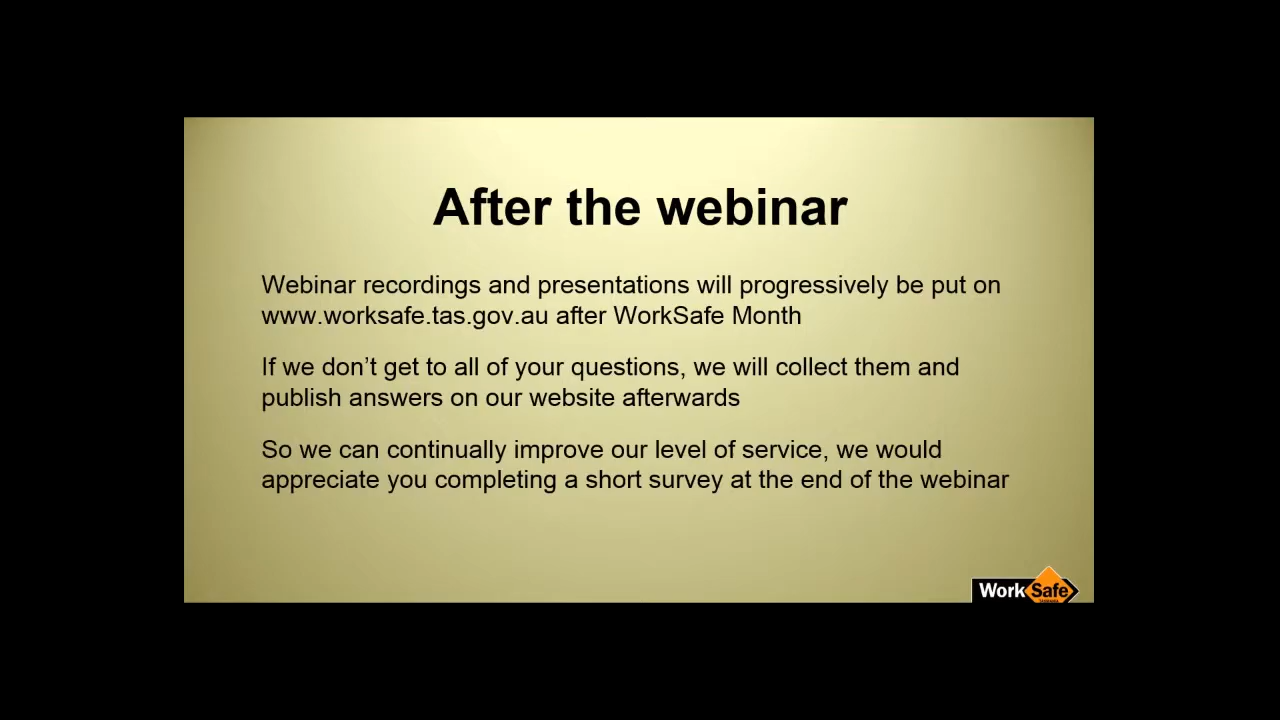 After the webinar
Webinar recordings and presentations will progressively be put on
www.worksafe.tas.gov.au after WorkSafe Month
If we don’t get to all of your questions, we will collect them and
publish answers on our website afterwards
So we can continually improve our level of service, we would
appreciate you completing a short survey at the end of the webinar
WorkSafe